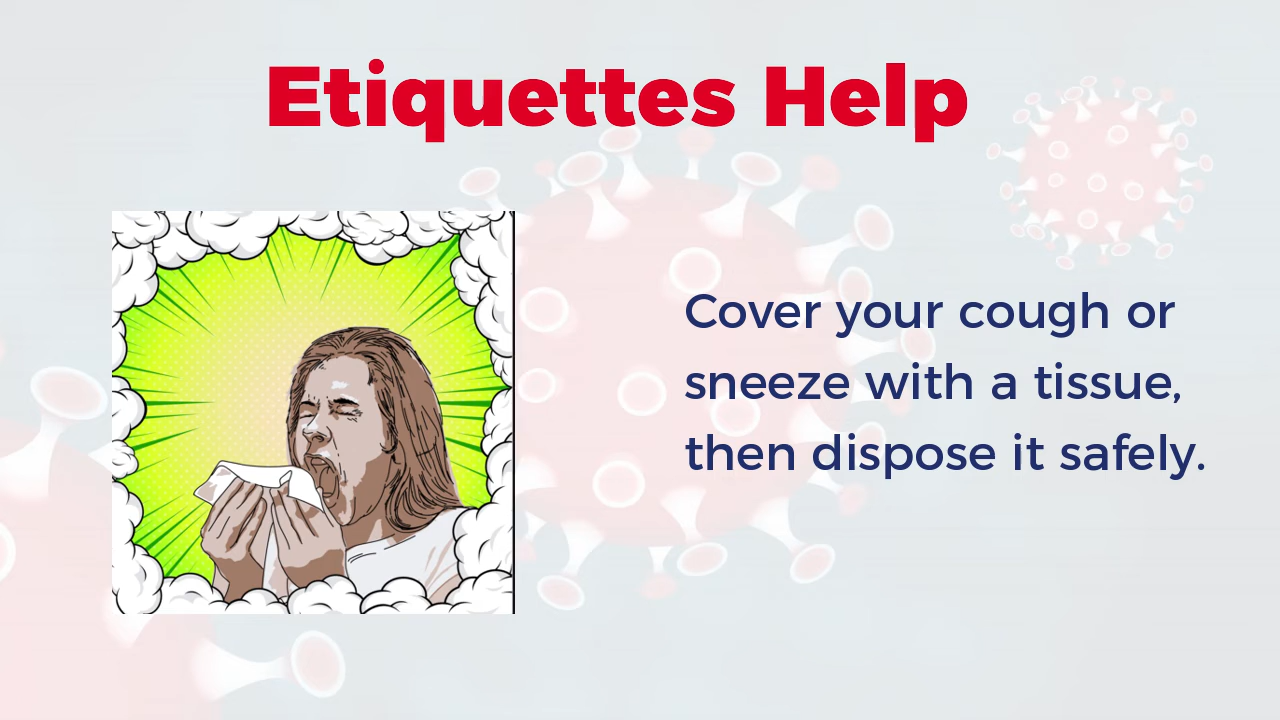 Etiquettes Help
Cover your cough or
sneeze with a tissue,
then dispose it safely.